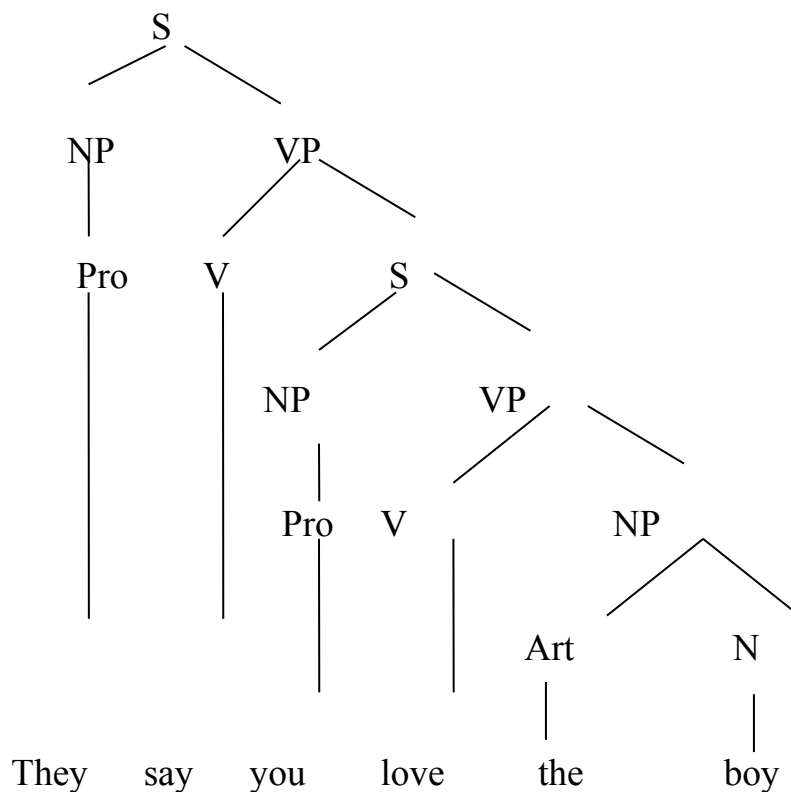 S
NP VP
Pro V S
NP VP
Pro V NP
Art N
They say you love the boy